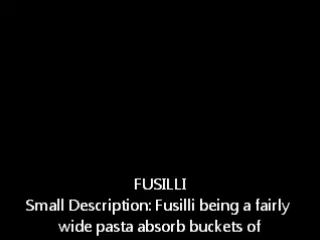 FUSILLI
Small Description: Fusilli being a fairly
wide pasta absorb buckets of